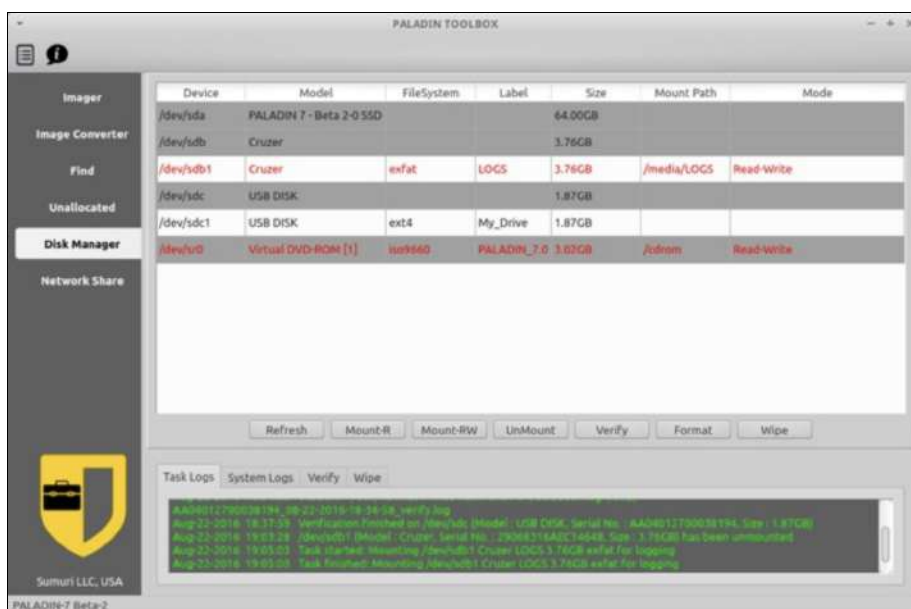 PALADIN TOOLBOX
Imager
Image Converter
Find
Unallocated
Disk Manager
Network Share
Device Model FileSystem Label Size Mount Path Mode
/dev/sda PALADIN 7 - Beta 2-0 SSD 64.00GB
/dev/sdb Cruzer 3.76GB
/dev/sdb1 Cruzer exfat LOGS 3.76GB /media/LOGS Read-Write
/dev/sdc USB DISK 1.87GB
/dev/sdc1 USB DISK ext4 My_Drive 1.87GB
/dev/sr0 Virtual DVD-ROM [1] iso9660 PALADIN_7.0 3.02GB /cdrom Read-Write
Refresh Mount-R Mount-RW UnMount Verify Format Wipe
Task Logs System Logs Verify Wipe
AA04012700038194_08-22-2016-18-34-58_verify.log
Aug-22-2016 18:37:59 Verification finished on /dev/sdc (Model : USB DISK, Serial No. : AA04012700038194, Size : 1.87GB)
Aug-22-2016 19:03:28 /dev/sdb1 (Model : Cruzer, Serial No. : Size : 3.76GB) has been unmounted
Aug-22-2016 19:05:03 Task started: Mounting /dev/sdb1 Cruzer LOGS 3.76GB exfat for logging
Aug-22-2016 19:05:03 Task finished: Mounting /dev/sdb1 Cruzer LOGS 3.76GB exfat for logging
Sumuri LLC, USA
PALADIN-7 Beta-2